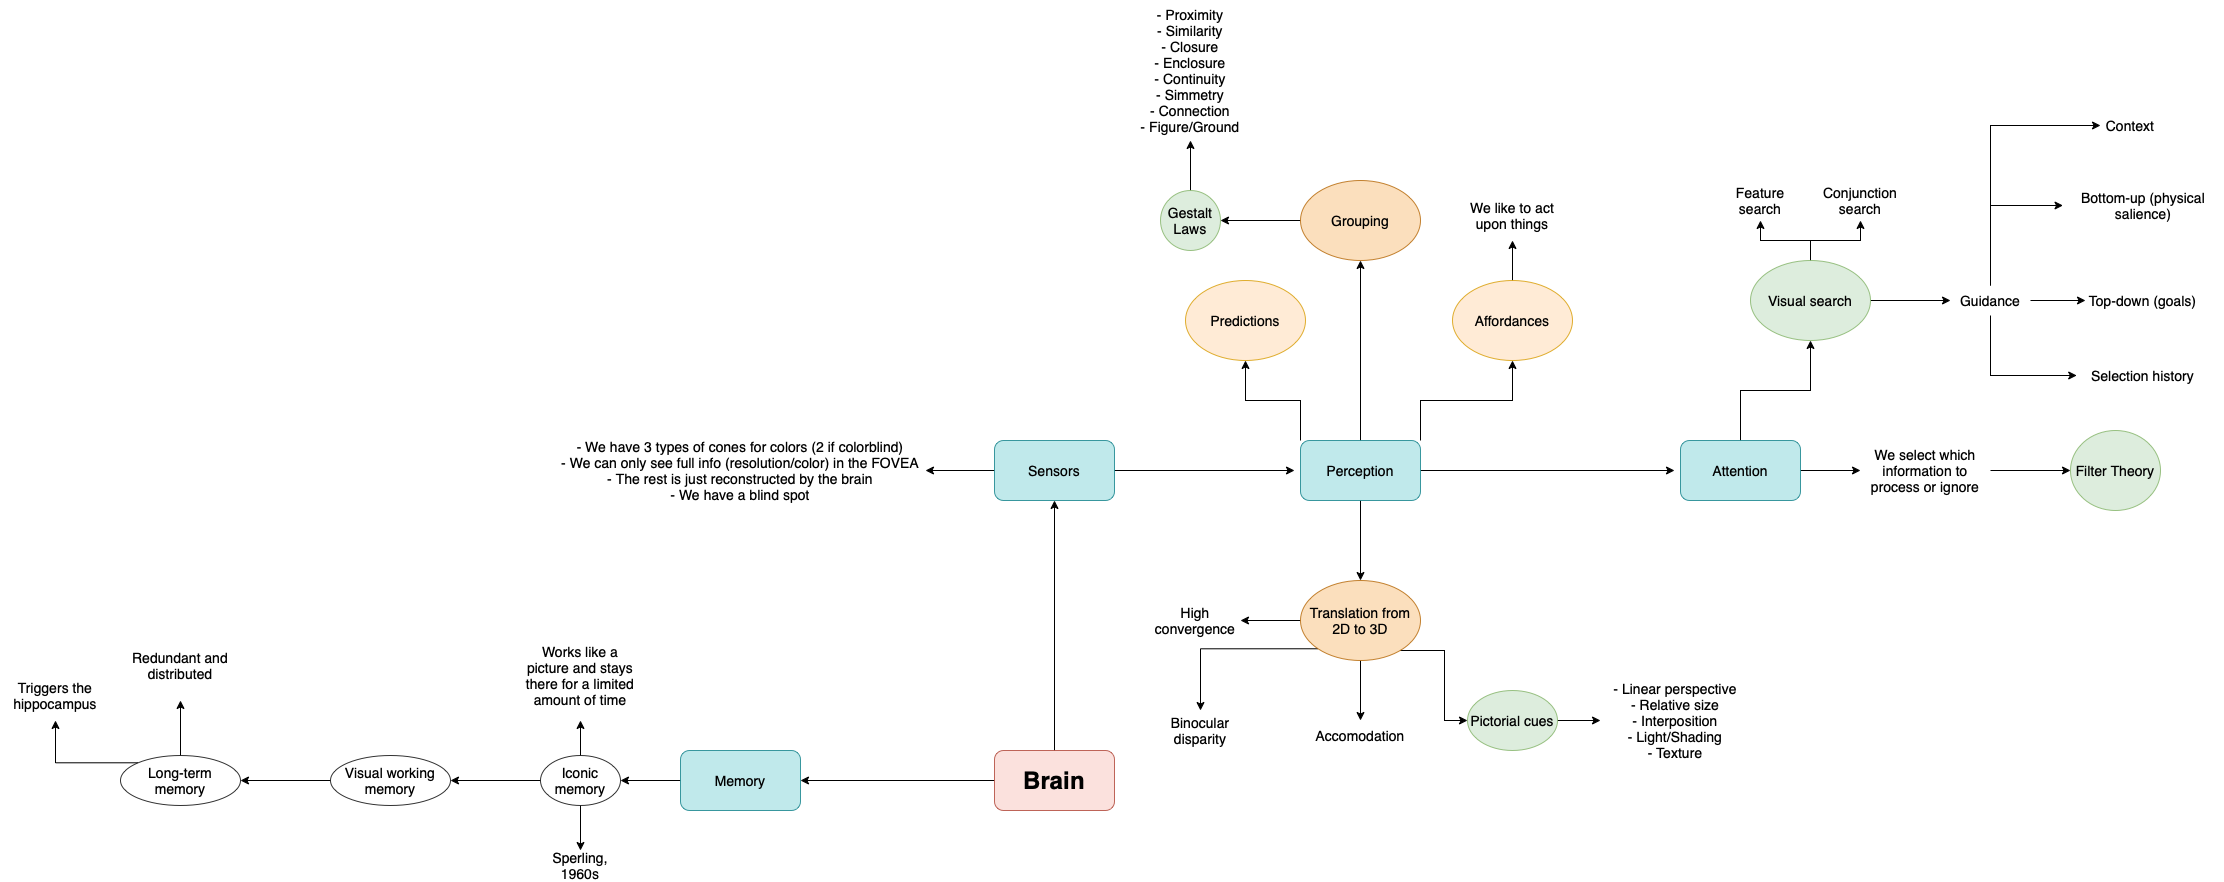 - Proximity
- Similarity
- Closure
- Enclosure
- Continuity
- Simmetry
- Connection
- Figure/Ground
Gestalt
Laws
Grouping
We like to act
upon things
Predictions
Affordances
Feature
search
Conjunction
search
Visual search
Guidance
Context
Bottom-up (physical
salience)
Top-down (goals)
Selection history
- We have 3 types of cones for colors (2 if colorblind)
- We can only see full info (resolution/color) in the FOVEA
- The rest is just reconstructed by the brain
- We have a blind spot
Sensors
Perception
Attention
We select which
information to
process or ignore
Filter Theory
Translation from
2D to 3D
High
convergence
Binocular
disparity
Accomodation
Pictorial cues
- Linear perspective
- Relative size
- Interposition
- Light/Shading
- Texture
Triggers the
hippocampus
Redundant and
distributed
Works like a
picture and stays
there for a limited
amount of time
Long-term
memory
Visual working
memory
Iconic
memory
Memory
Brain
Sperling,
1960s